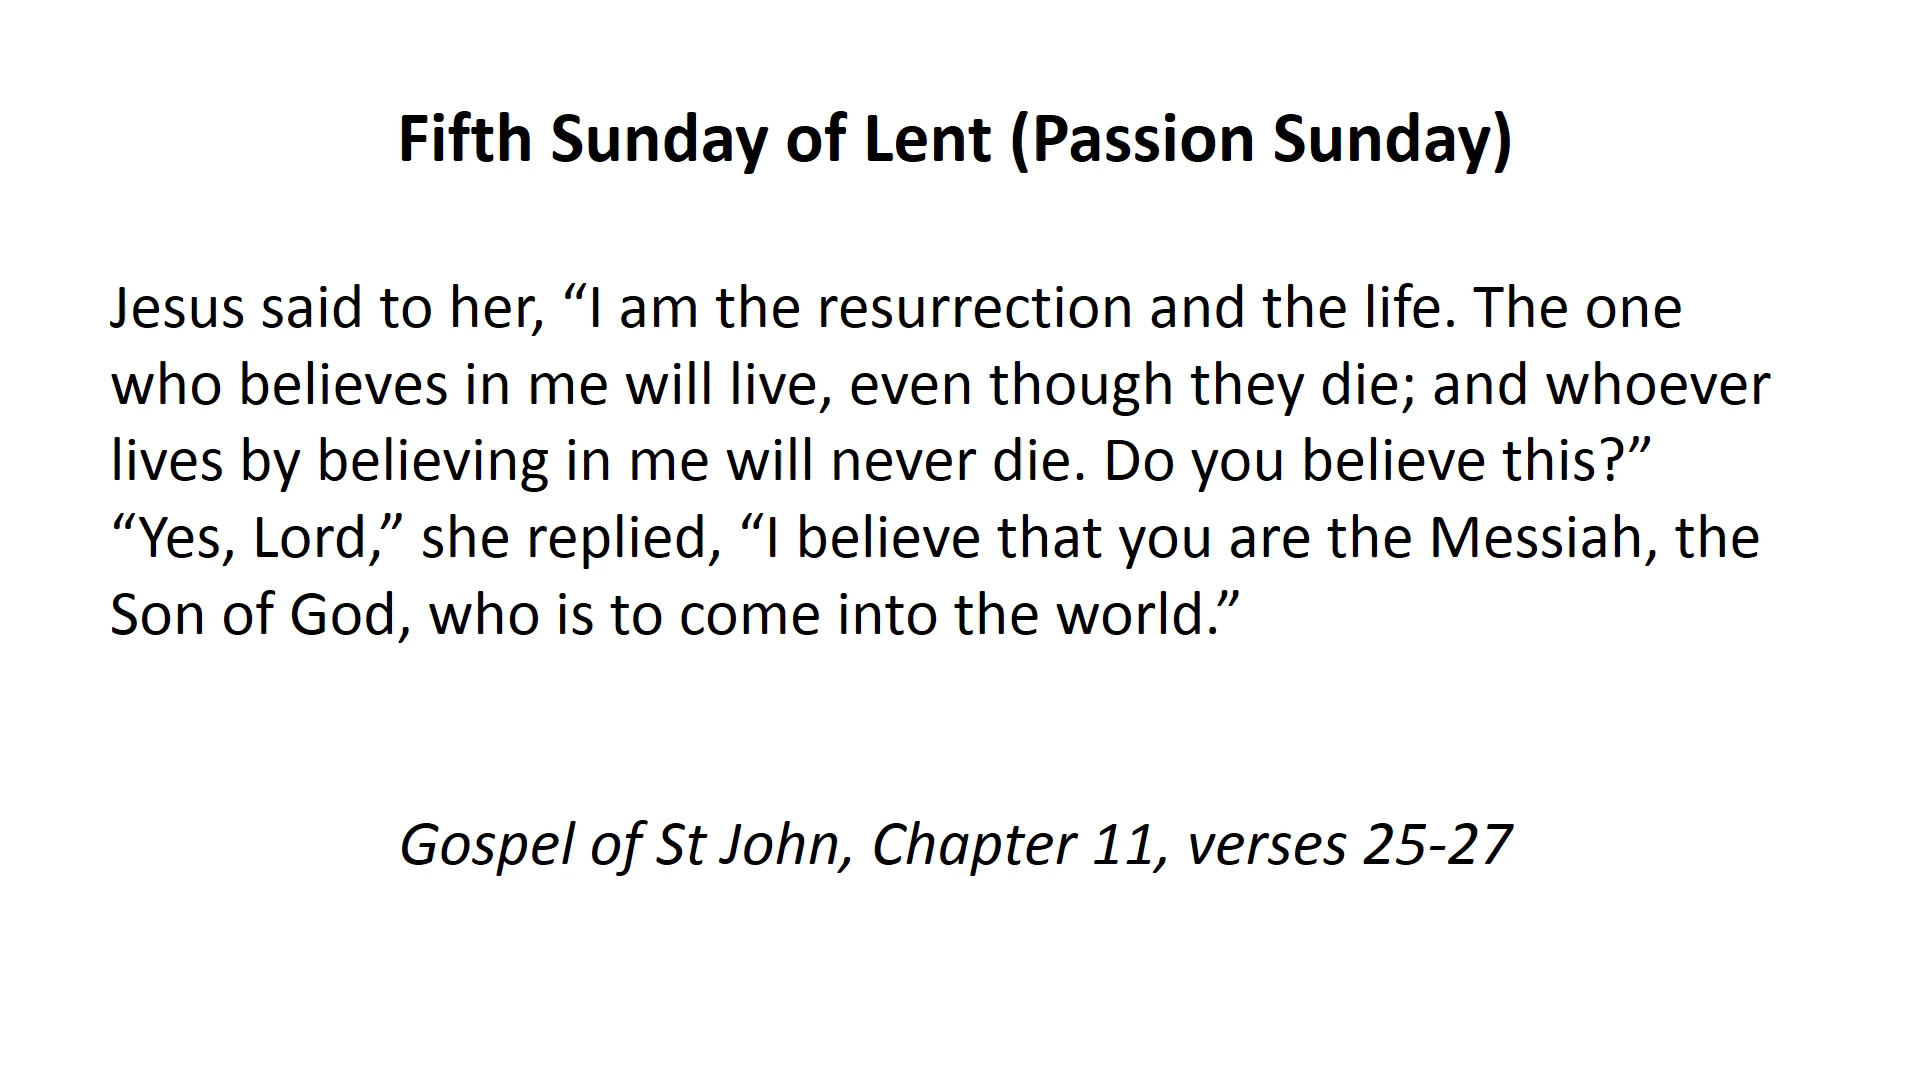 Fifth Sunday of Lent (Passion Sunday)
Jesus said to her, “I am the resurrection and the life. The one
who believes in me will live, even though they die; and whoever
lives by believing in me will never die. Do you believe this?”
“Yes, Lord,” she replied, “I believe that you are the Messiah, the
Son of God, who is to come into the world.”
Gospel of St John, Chapter 11, verses 25-27